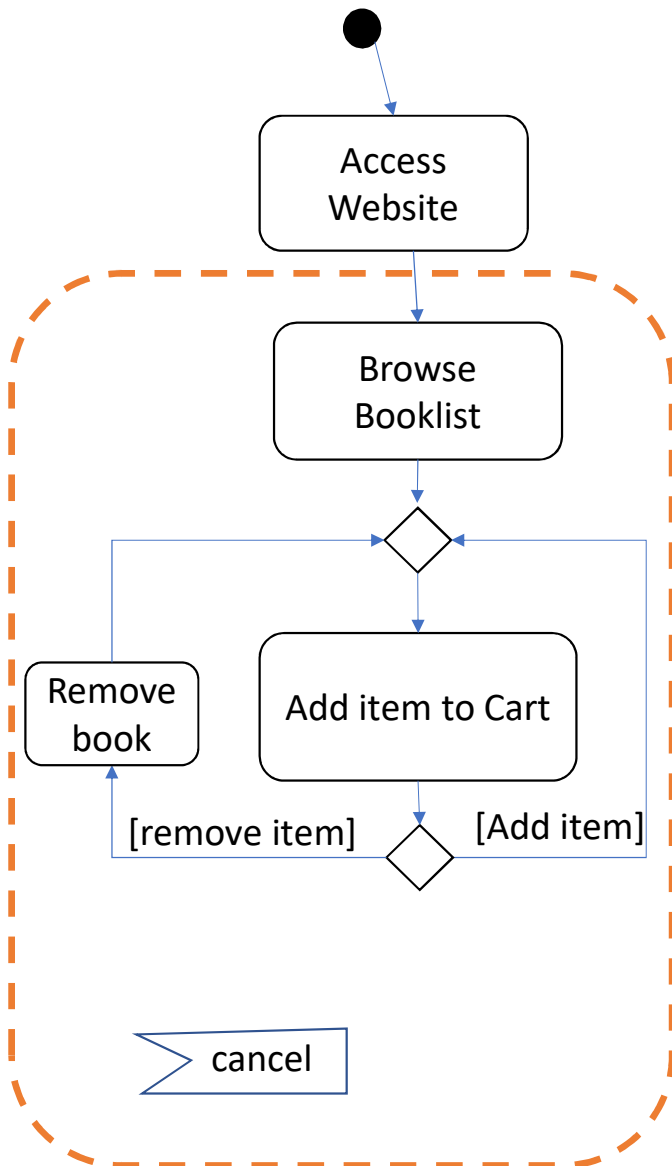 Access
Website
Browse
Booklist
Remove
book
Add item to Cart
[remove item]
[Add item]
cancel